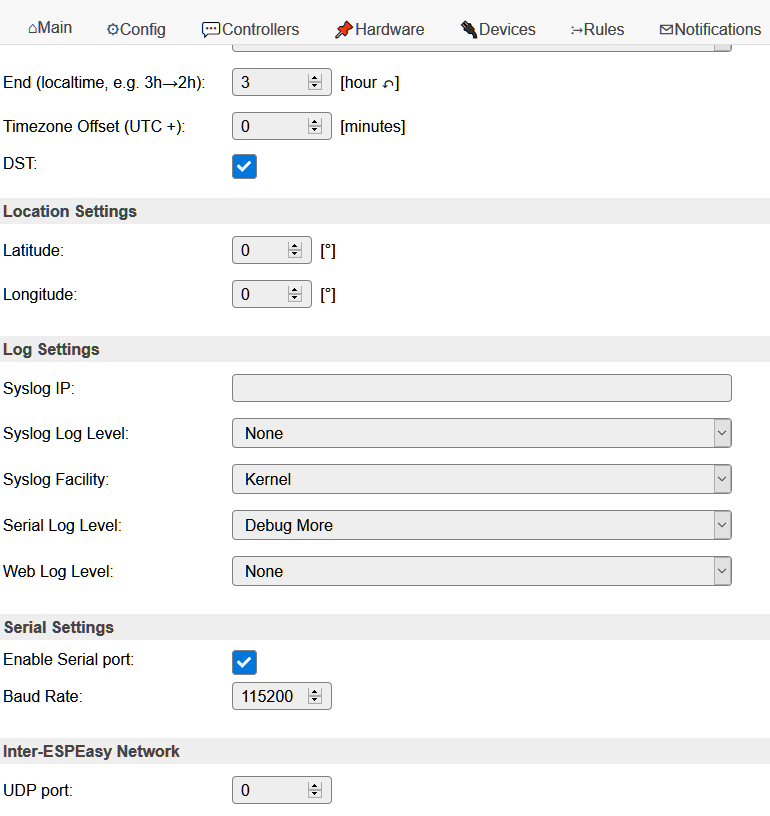 ⌂Main ⚙Config 💬Controllers 📌Hardware 🔌Devices Rules ✉Notifications
End (localtime, e.g. 3h→2h): 3 [hour ↶]
Timezone Offset (UTC +): 0 [minutes]
DST:
Location Settings
Latitude: 0 [°]
Longitude: 0 [°]
Log Settings
Syslog IP:
Syslog Log Level: None
Syslog Facility: Kernel
Serial Log Level: Debug More
Web Log Level: None
Serial Settings
Enable Serial port:
Baud Rate: 115200
Inter-ESPEasy Network
UDP port: 0